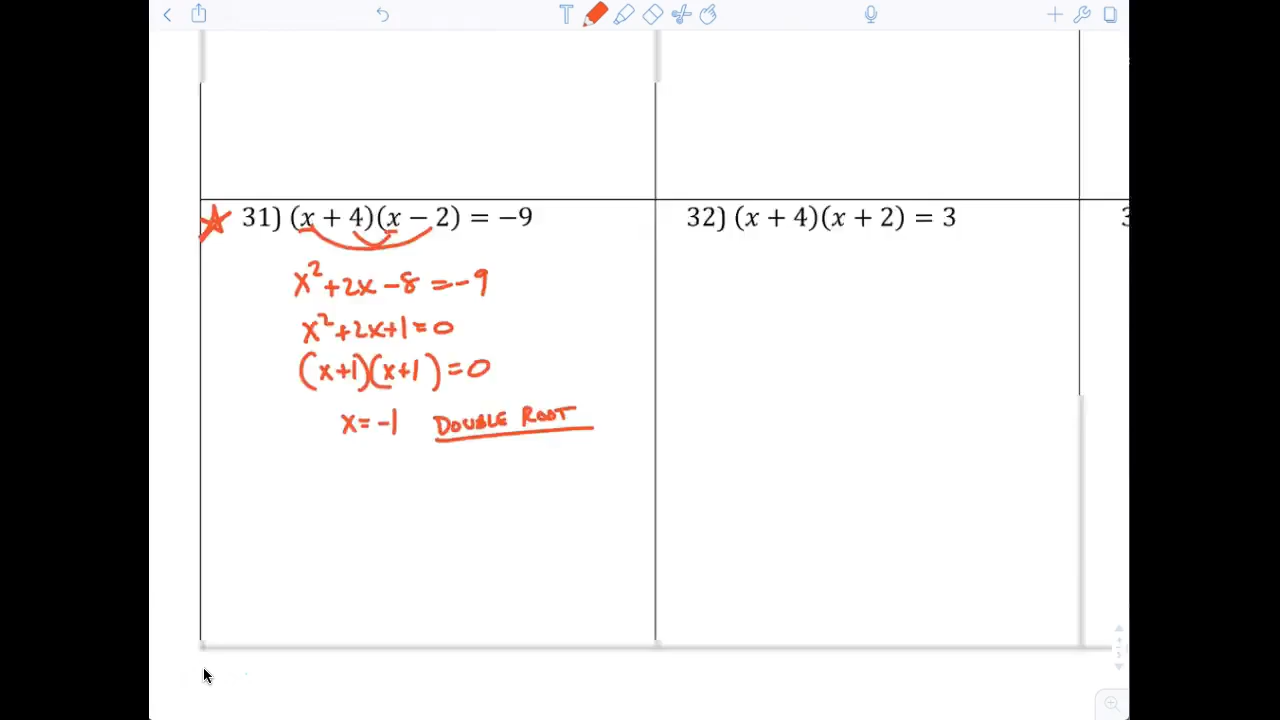 31) (x + 4)(x − 2) = −9
x² + 2x − 8 = −9
x² + 2x + 1 = 0
(x+1)(x+1) = 0
x = −1 DOUBLE ROOT
32) (x + 4)(x + 2) = 3